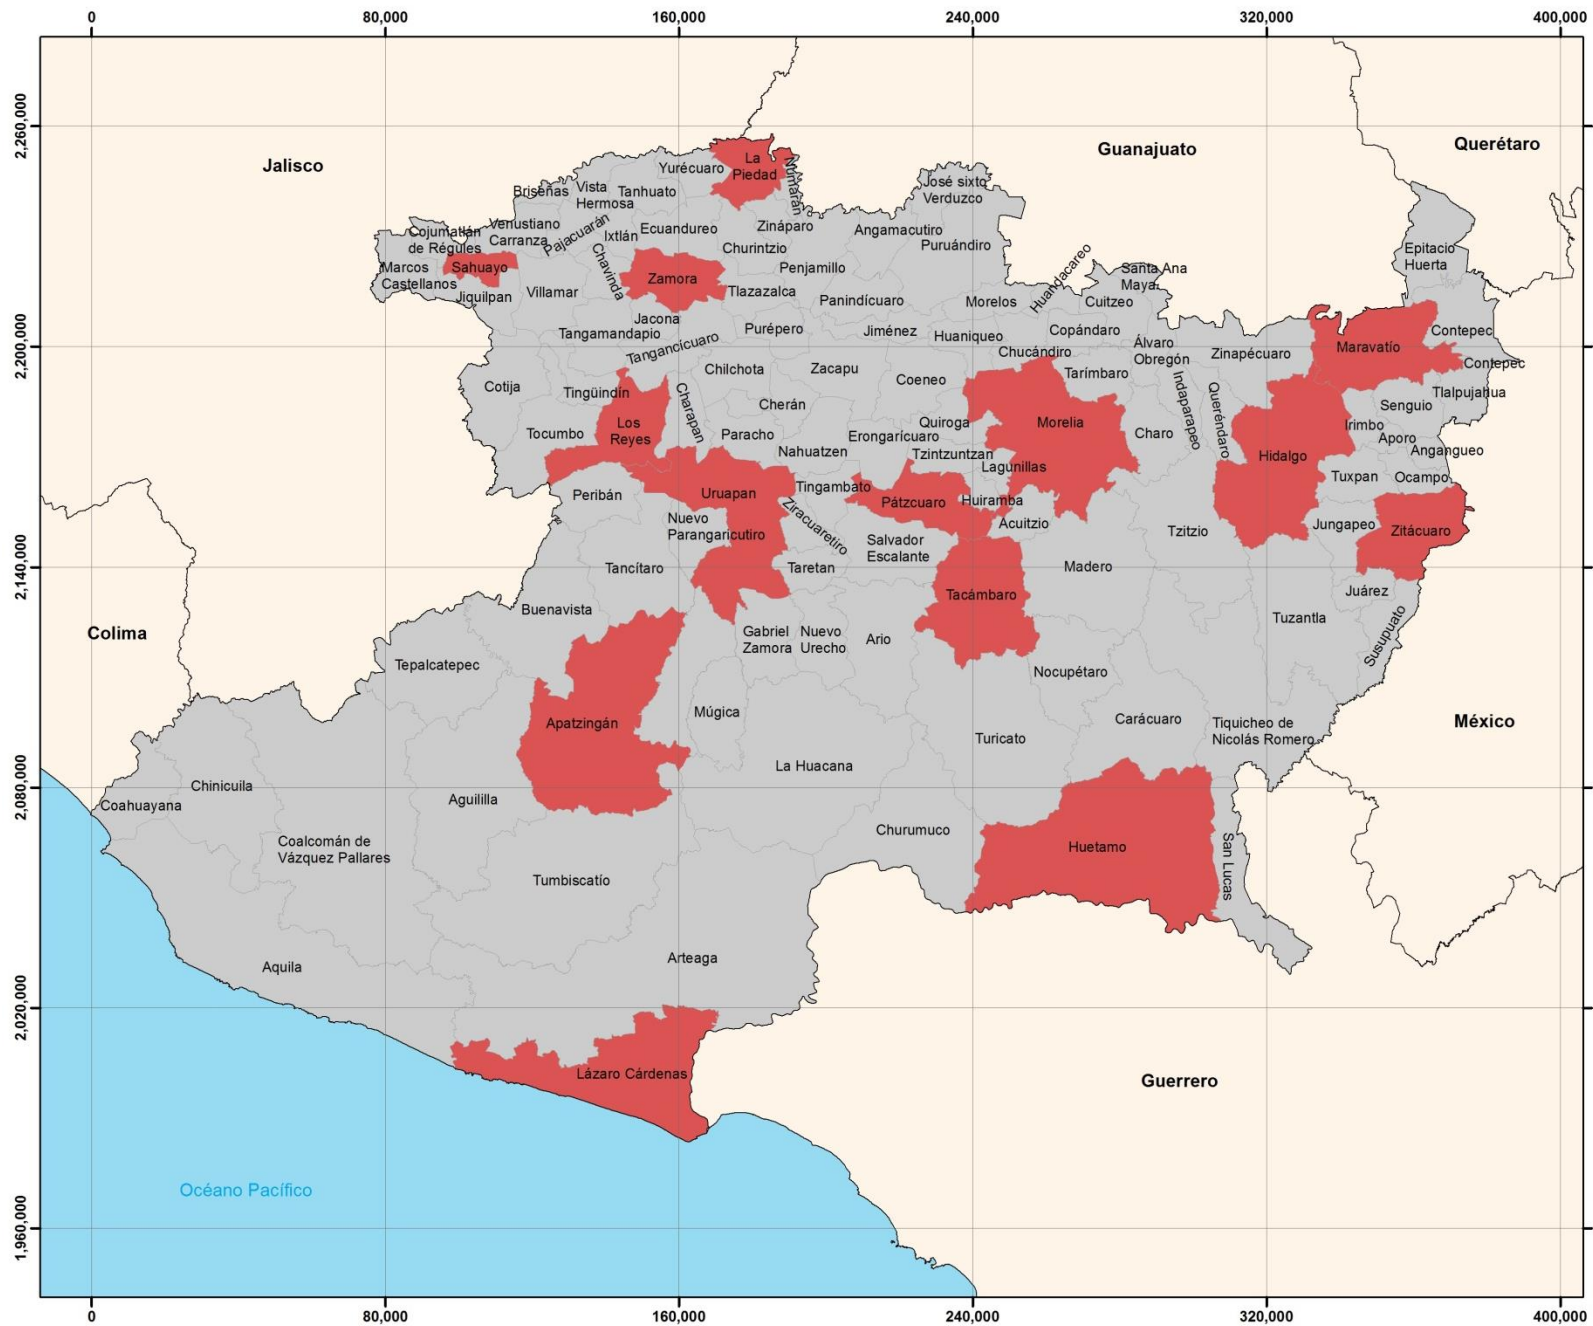 0
80,000
160,000
240,000
320,000
400,000
2,260,000
2,200,000
2,140,000
2,080,000
2,020,000
1,960,000
Jalisco
Guanajuato
Querétaro
La
Piedad
Numarán
Yurécuaro
Briseñas
Vista
Hermosa
Tanhuato
José sixto
Verduzco
Cojumatlán
de Régules
Venustiano
Carranza
Pajacuarán
Ixtlán
Ecuandureo
Zináparo
Angamacutiro
Puruándiro
Churintzio
Epitacio
Huerta
Marcos
Castellanos
Sahuayo
Jiquilpan
Villamar
Chavinda
Zamora
Tlazazalca
Penjamillo
Panindícuaro
Morelos
Huandacareo
Santa Ana
Maya
Cuitzeo
Jacona
Tangamandapio
Tangancícuaro
Purépero
Jiménez
Huaniqueo
Copándaro
Chucándiro
Álvaro
Obregón
Zinapécuaro
Maravatío
Contepec
Contepec
Cotija
Tingüindín
Chilchota
Zacapu
Coeneo
Tarímbaro
Indaparapeo
Queréndaro
Tlalpujahua
Senguio
Charapan
Cherán
Los
Reyes
Tocumbo
Paracho
Nahuatzen
Erongarícuaro
Quiroga
Tzintzuntzan
Morelia
Charo
Irimbo
Aporo
Angangueo
Hidalgo
Lagunillas
Tuxpan
Ocampo
Peribán
Uruapan
Tingambato
Pátzcuaro
Huiramba
Nuevo
Parangaricutiro
Ziracuaretiro
Acuitzio
Tzitzio
Jungapeo
Zitácuaro
Salvador
Escalante
Tancítaro
Taretan
Madero
Buenavista
Tacámbaro
Juárez
Colima
Tuzantla
Susupuato
Gabriel
Zamora
Nuevo
Urecho
Ario
Tepalcatepec
Nocupétaro
Apatzingán
Múgica
Carácuaro
Tiquicheo de
Nicolás Romero
México
Turicato
La Huacana
Chinicuila
Coahuayana
Aguililla
Churumuco
Coalcomán de
Vázquez Pallares
Huetamo
San Lucas
Tumbiscatío
Arteaga
Aquila
Lázaro Cárdenas
Guerrero
Océano Pacífico
0
80,000
160,000
240,000
320,000
400,000